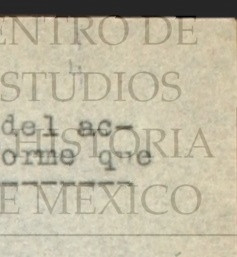 ENTRO DE
STUDIOS
del ac-
HISTORIA
orme que
E MEXICO